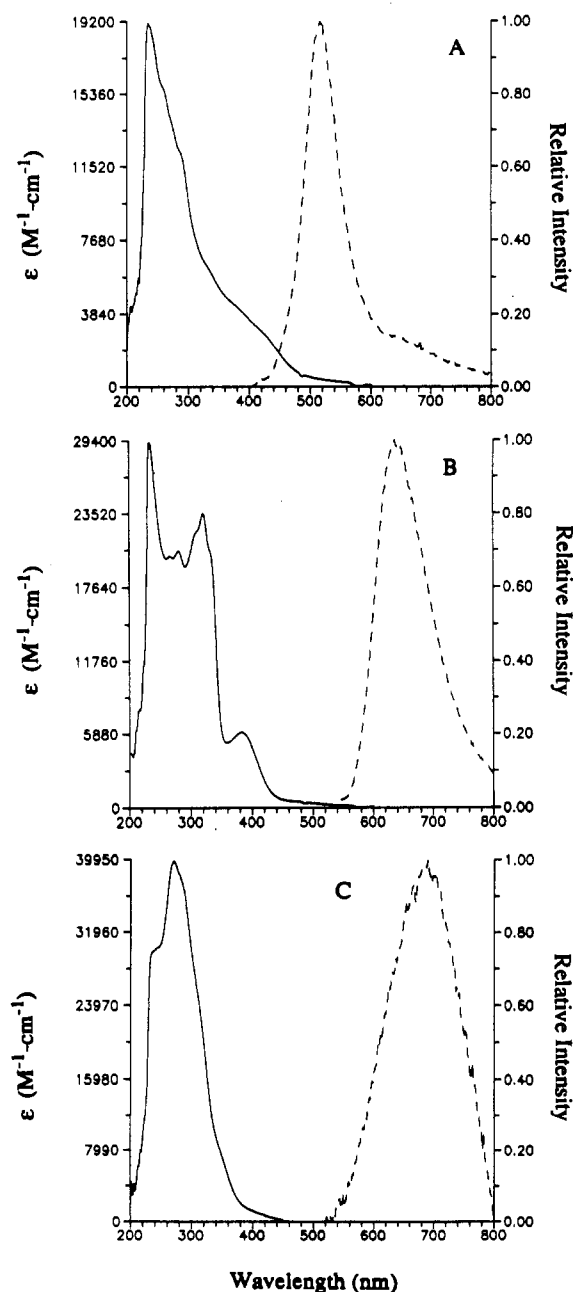 19200
15360
11520
7680
3840
0
ε (M⁻¹-cm⁻¹)
A
1.00
0.80
0.60
0.40
0.20
0.00
Relative Intensity
200 300 400 500 600 700 800
29400
23520
17640
11760
5880
0
ε (M⁻¹-cm⁻¹)
B
1.00
0.80
0.60
0.40
0.20
0.00
Relative Intensity
200 300 400 500 600 700 800
39950
31960
23970
15980
7990
0
ε (M⁻¹-cm⁻¹)
C
1.00
0.80
0.60
0.40
0.20
0.00
Relative Intensity
200 300 400 500 600 700 800
Wavelength (nm)